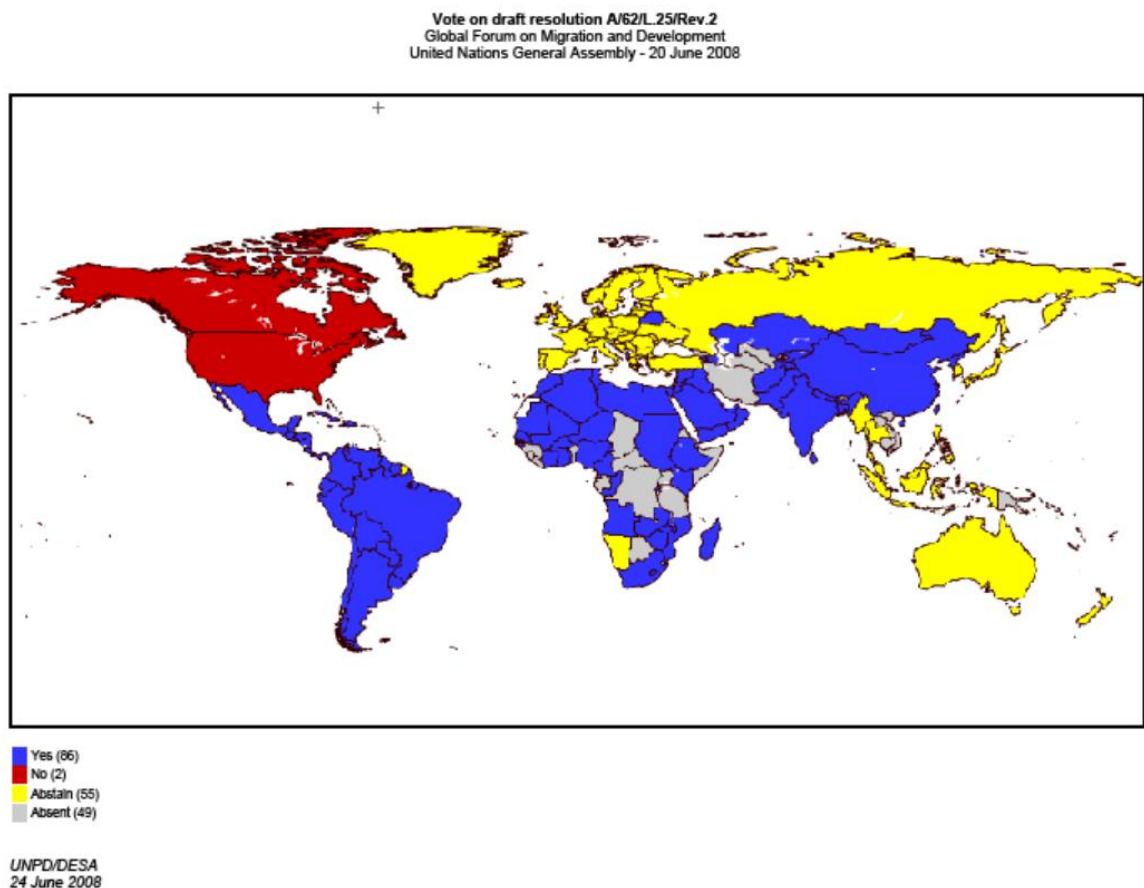 Vote on draft resolution A/62/L.25/Rev.2
Global Forum on Migration and Development
United Nations General Assembly - 20 June 2008
Yes (86)
No (2)
Abstain (55)
Absent (49)
UNPD/DESA
24 June 2008